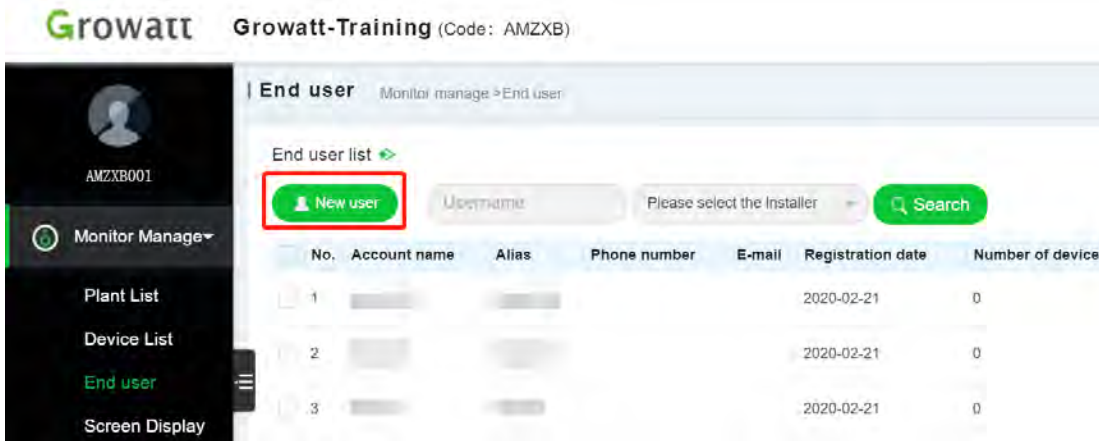 Growatt Growatt-Training (Code: AMZXB)
End user Monitor manage >End user
AMZXB001
End user list
New user Username Please select the Installer Search
Monitor Manage
No. Account name Alias Phone number E-mail Registration date Number of device
Plant List
1 2020-02-21 0
Device List
2 2020-02-21 0
End user
3 2020-02-21 0
Screen Display